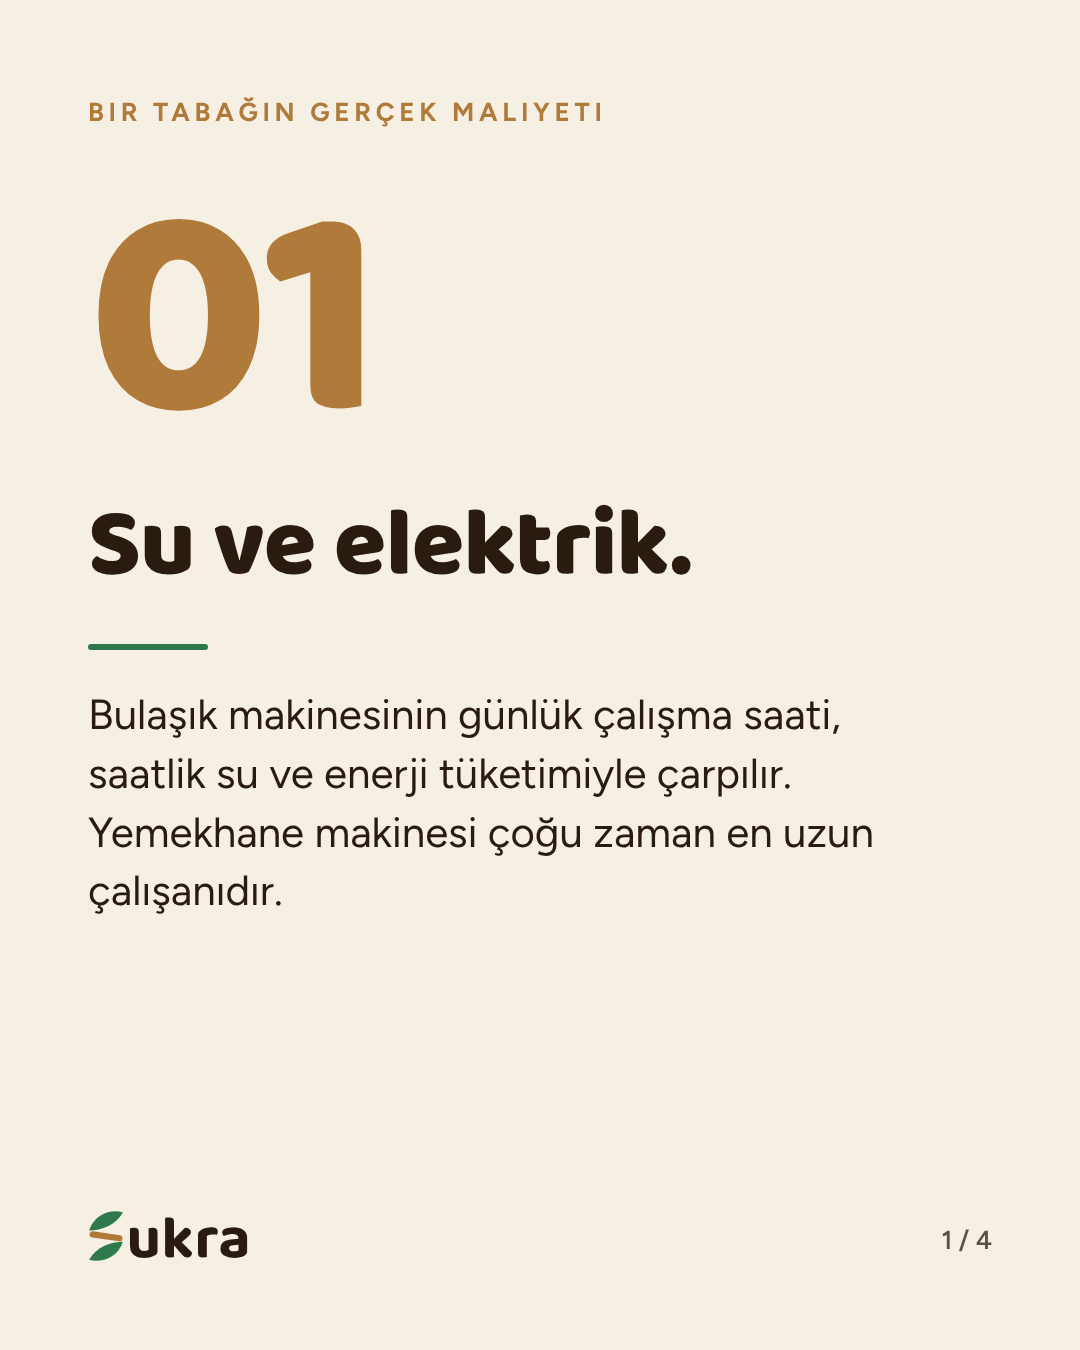 BIR TABAĞIN GERÇEK MALIYETI
01
Su ve elektrik.
Bulaşık makinesinin günlük çalışma saati,
saatlik su ve enerji tüketimiyle çarpılır.
Yemekhane makinesi çoğu zaman en uzun
çalışanıdır.
Sukra
1 / 4